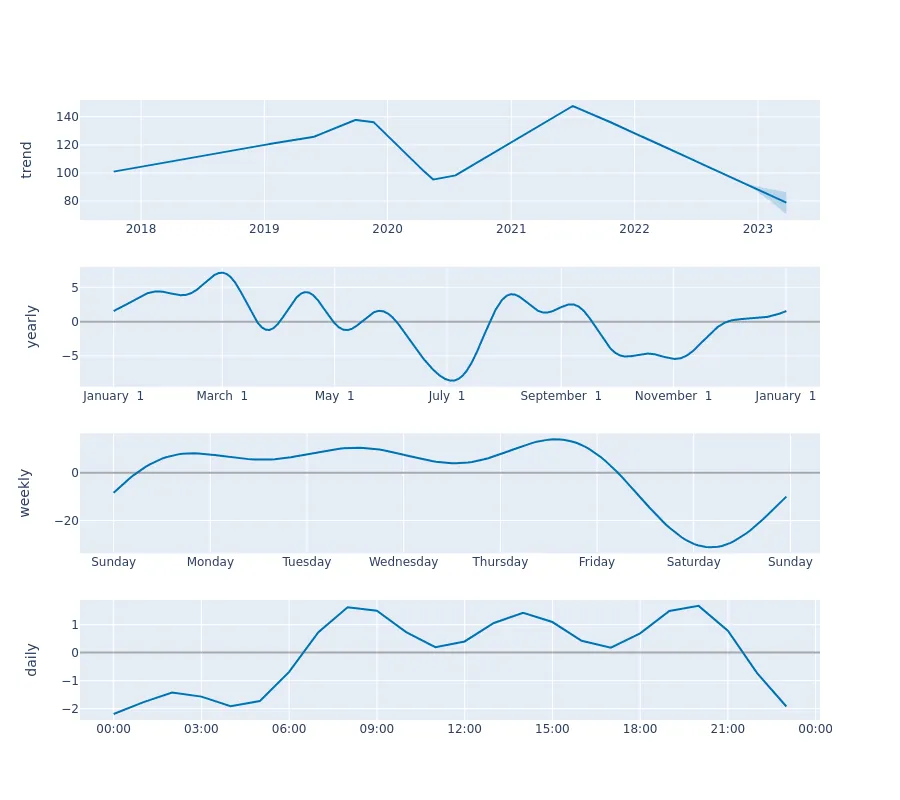 trend
140
120
100
80
2018 2019 2020 2021 2022 2023
yearly
5
0
−5
January 1 March 1 May 1 July 1 September 1 November 1 January 1
weekly
0
−20
Sunday Monday Tuesday Wednesday Thursday Friday Saturday Sunday
daily
1
0
−1
−2
00:00 03:00 06:00 09:00 12:00 15:00 18:00 21:00 00:00